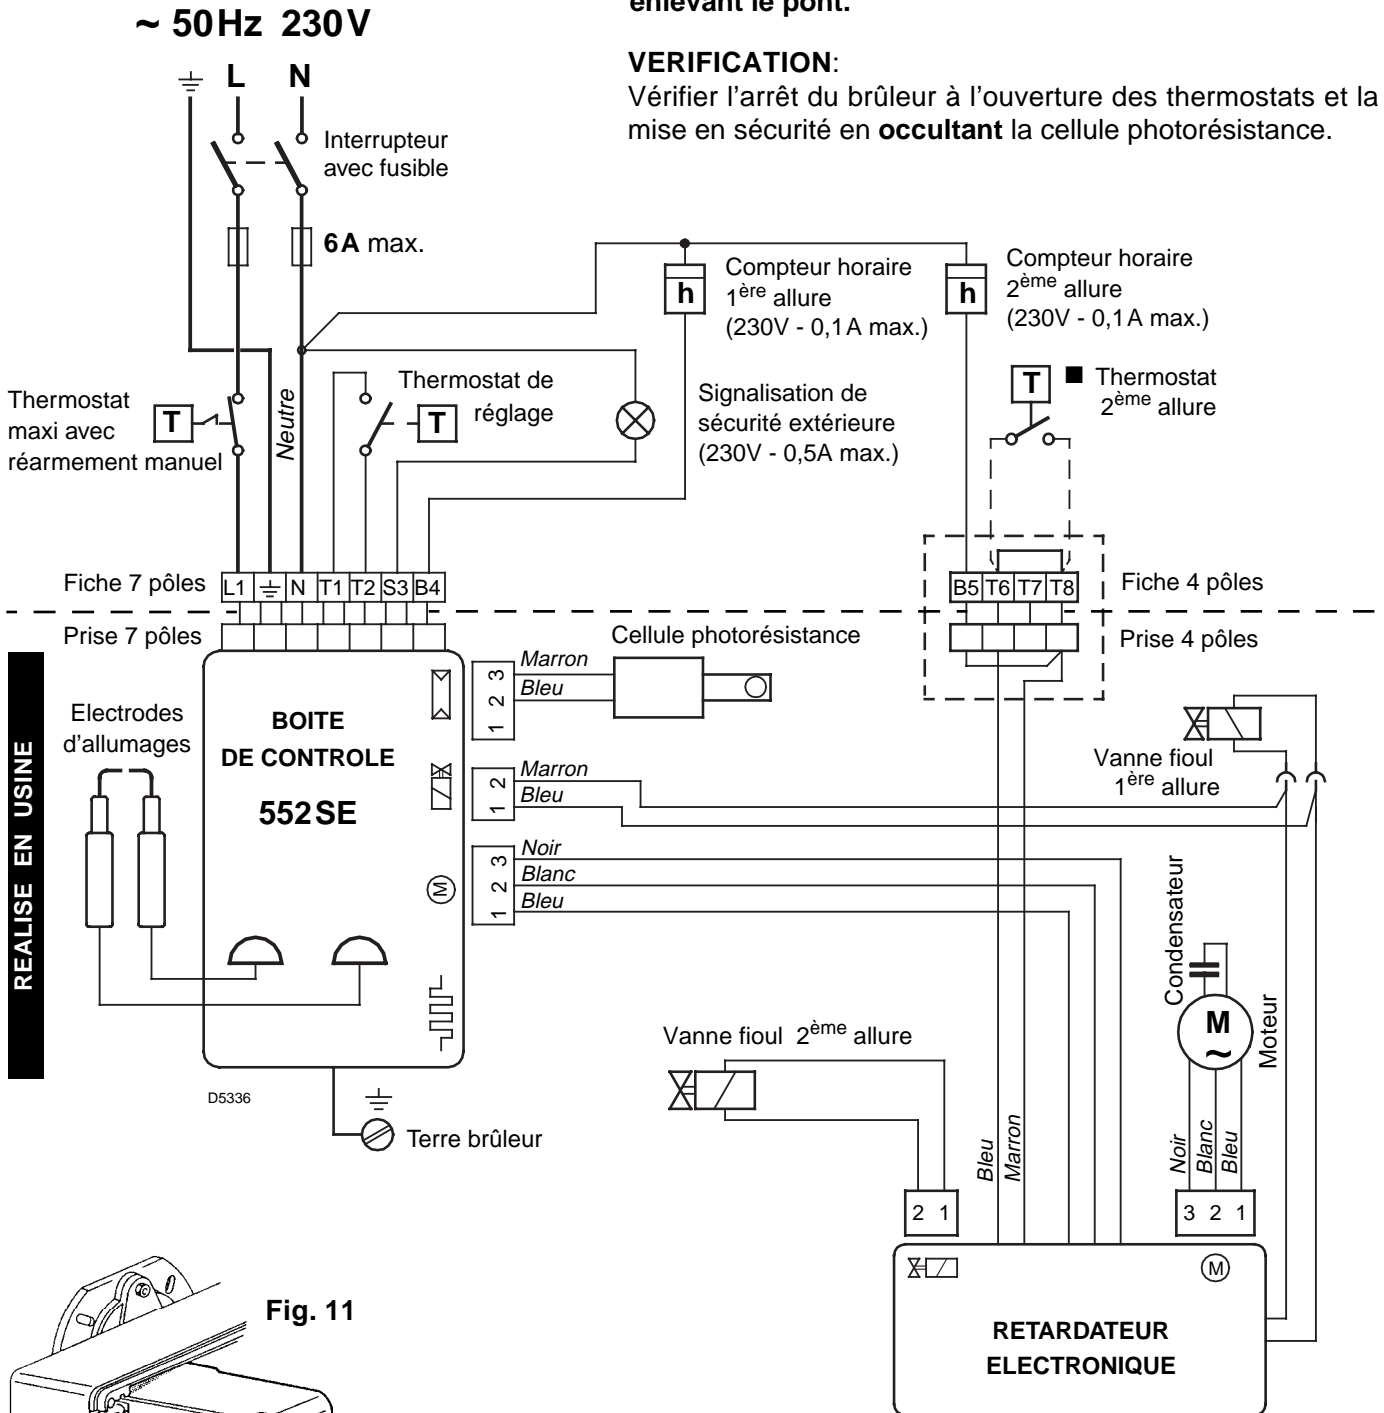 enlevant le pont.
~ 50Hz 230V
VERIFICATION:
Vérifier l'arrêt du brûleur à l'ouverture des thermostats et la
mise en sécurité en occultant la cellule photorésistance.
L N
Interrupteur
avec fusible
6A max.
h
Compteur horaire
1ère allure
(230V - 0,1A max.)
h
Compteur horaire
2ème allure
(230V - 0,1A max.)
Thermostat
maxi avec
réarmement manuel
T
Neutre
Thermostat de
réglage
T
Signalisation de
sécurité extérieure
(230V - 0,5A max.)
T
■ Thermostat
2ème allure
Fiche 7 pôles
L1 N T1 T2 S3 B4
B5 T6 T7 T8
Fiche 4 pôles
Prise 7 pôles
Prise 4 pôles
REALISE EN USINE
Electrodes
d'allumages
BOITE
DE CONTROLE
552SE
M
3
2
1
Marron
Bleu
Cellule photorésistance
2
1
Marron
Bleu
3
2
1
Noir
Blanc
Bleu
Vanne fioul
1ère allure
Condensateur
M
~
Moteur
Vanne fioul 2ème allure
D5336
Terre brûleur
Bleu
Marron
Noir
Blanc
Bleu
2 1
3 2 1
M
RETARDATEUR
ELECTRONIQUE
Fig. 11